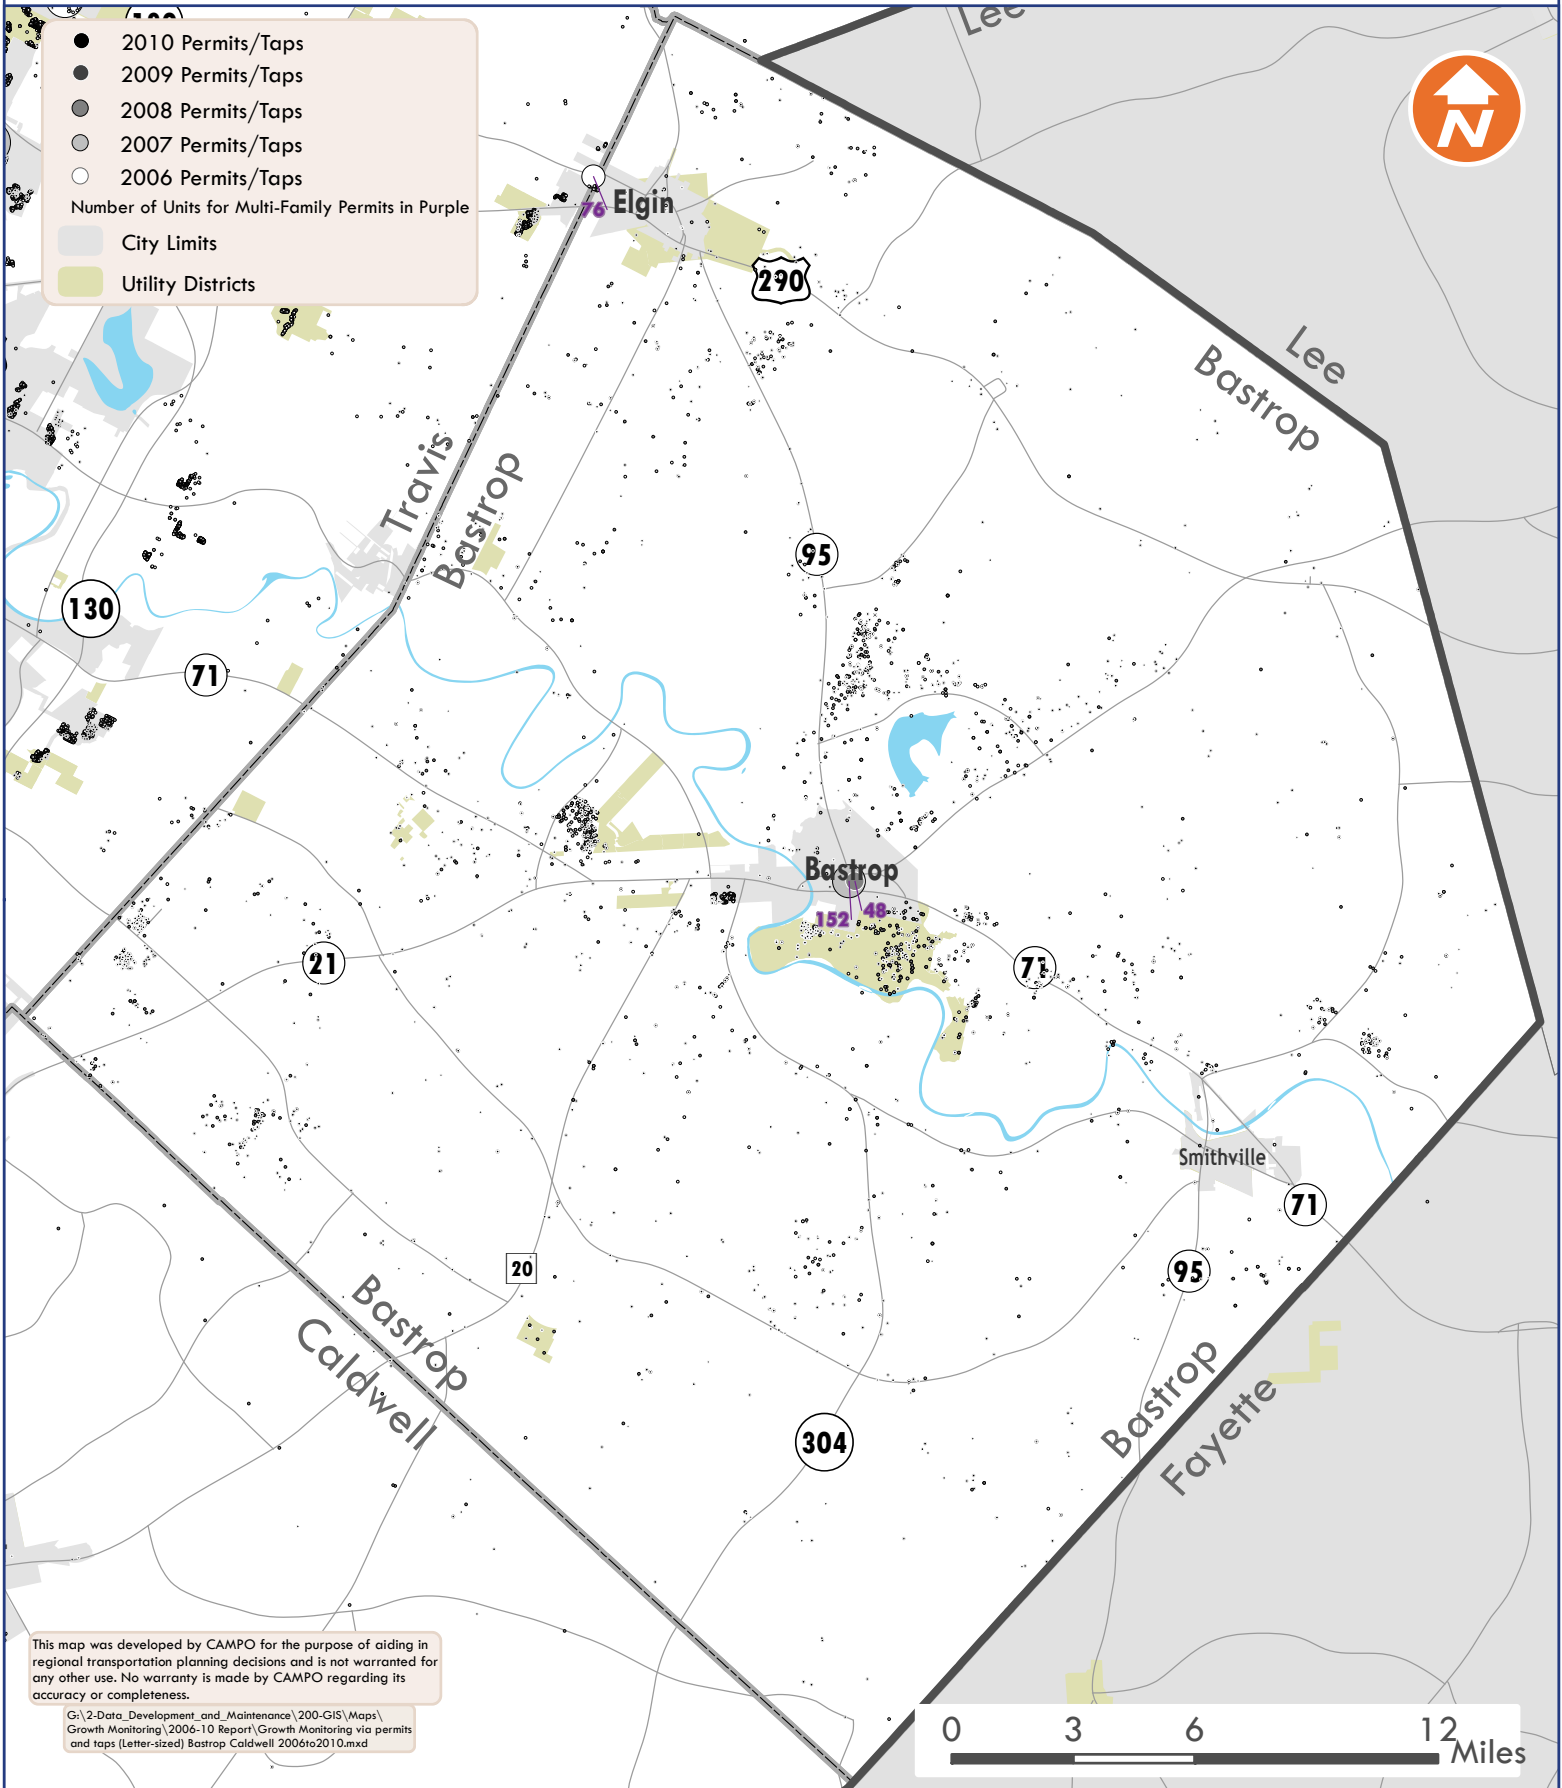 Lee
2010 Permits/Taps
2009 Permits/Taps
2008 Permits/Taps
2007 Permits/Taps
2006 Permits/Taps
Number of Units for Multi-Family Permits in Purple
City Limits
Utility Districts
N
76
Elgin
290
Lee
Bastrop
Travis
Bastrop
95
130
71
Bastrop
152
48
21
71
Smithville
71
20
95
Bastrop
Caldwell
304
Bastrop
Fayette
This map was developed by CAMPO for the purpose of aiding in
regional transportation planning decisions and is not warranted for
any other use. No warranty is made by CAMPO regarding its
accuracy or completeness.
G:\2-Data_Development_and_Maintenance\200-GIS\Maps\
Growth Monitoring\2006-10 Report\Growth Monitoring via permits
and taps (Letter-sized) Bastrop Caldwell 2006to2010.mxd
0 3 6 12
Miles